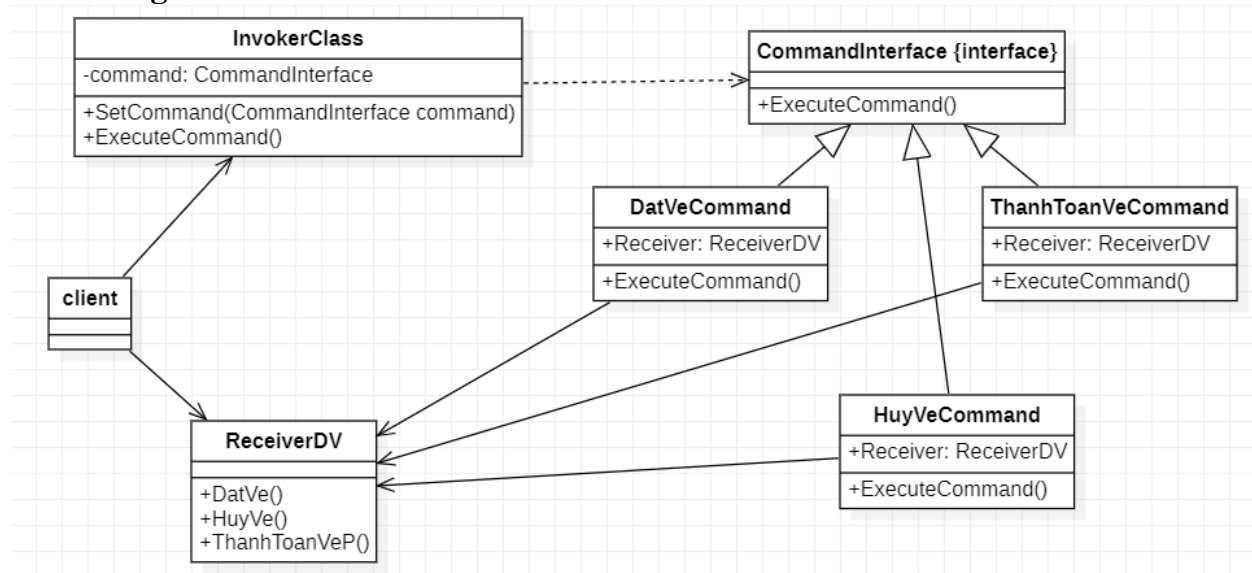 InvokerClass
-command: CommandInterface
+SetCommand(CommandInterface command)
+ExecuteCommand()
CommandInterface {interface}
+ExecuteCommand()
DatVeCommand
+Receiver: ReceiverDV
+ExecuteCommand()
ThanhToanVeCommand
+Receiver: ReceiverDV
+ExecuteCommand()
client
HuyVeCommand
+Receiver: ReceiverDV
+ExecuteCommand()
ReceiverDV
+DatVe()
+HuyVe()
+ThanhToanVeP()